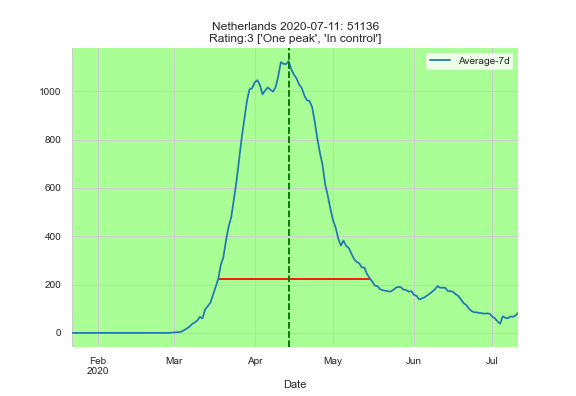 Netherlands 2020-07-11: 51136
Rating:3 ['One peak', 'In control']
Average-7d
1000
800
600
400
200
0
Feb Mar Apr May Jun Jul
2020
Date